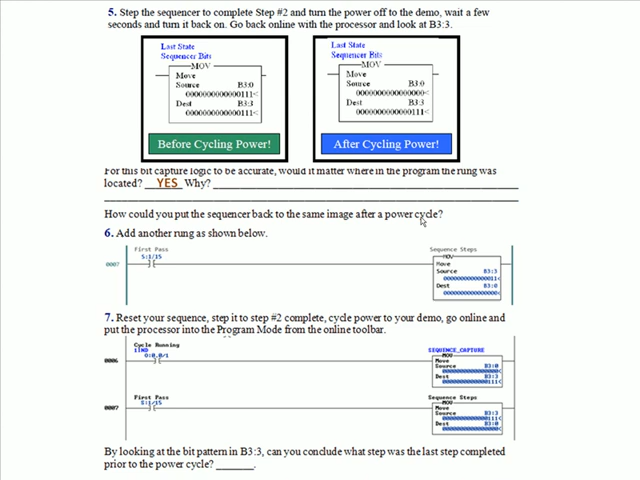 5. Step the sequencer to complete Step #2 and turn the power off to the demo, wait a few
seconds and turn it back on. Go back online with the processor and look at B3:3.
Last State
Sequencer Bits
MOV
Move
Source B3:0
0000000000000111<
Dest B3:3
0000000000000111<
Before Cycling Power!
Last State
Sequencer Bits
MOV
Move
Source B3:0
0000000000000000<
Dest B3:3
0000000000000111<
After Cycling Power!
For this bit capture logic to be accurate, would it matter where in the program the rung was
located? YES Why?
How could you put the sequencer back to the same image after a power cycle?
6. Add another rung as shown below.
First Pass
S:1/15
0007
Sequence Steps
MOV
Move
Source B3:3
Dest B3:0
7. Reset your sequence, step it to step #2 complete, cycle power to your demo, go online and
put the processor into the Program Mode from the online toolbar.
Cycle Running
O:0.0/1
0006
SEQUENCE_CAPTURE
MOV
Move
Source B3:0
Dest B3:3
First Pass
S:1/15
0007
Sequence Steps
MOV
Move
Source B3:3
Dest B3:0
By looking at the bit pattern in B3:3, can you conclude what step was the last step completed
prior to the power cycle?